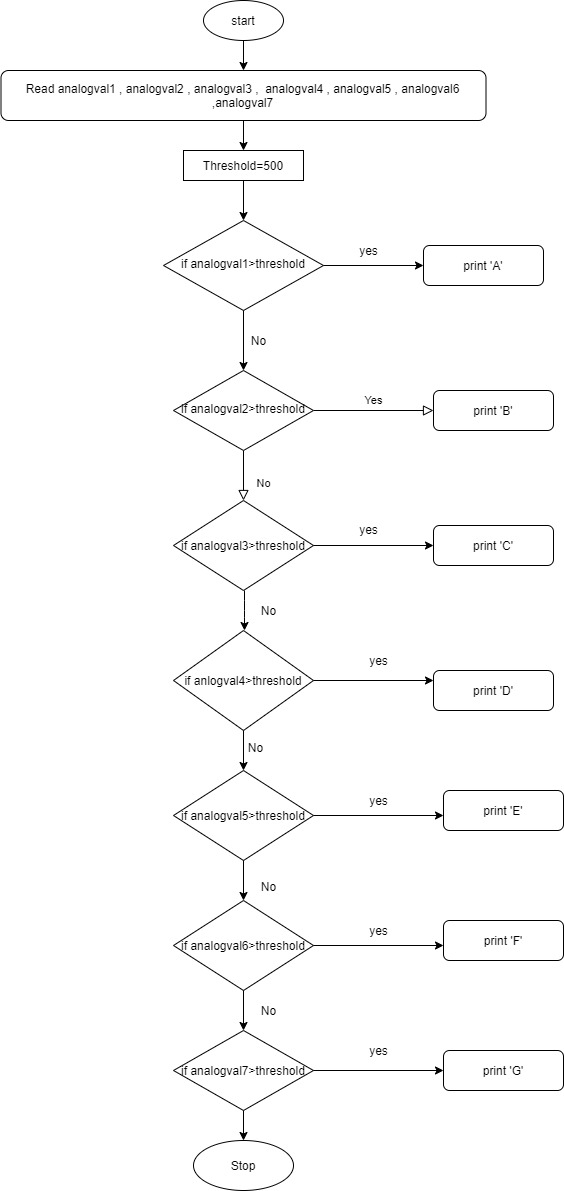 start
Read analogval1 , analogval2 , analogval3 , analogval4 , analogval5 , analogval6
,analogval7
Threshold=500
if analogval1>threshold
yes
print 'A'
No
if analogval2>threshold
Yes
print 'B'
No
if analogval3>threshold
yes
print 'C'
No
if anlogval4>threshold
yes
print 'D'
No
if analogval5>threshold
yes
print 'E'
No
if analogval6>threshold
yes
print 'F'
No
if analogval7>threshold
yes
print 'G'
Stop